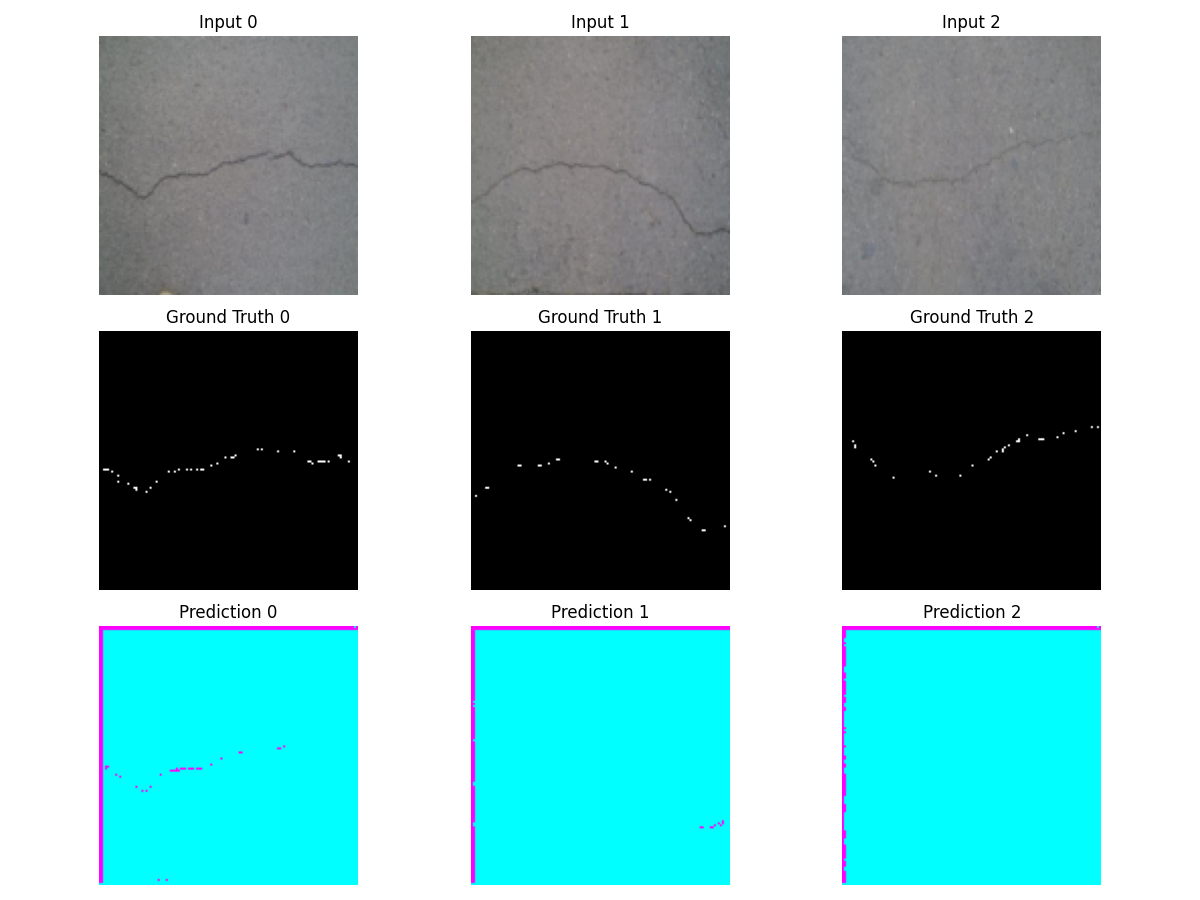 Input 0
Input 1
Input 2
Ground Truth 0
Ground Truth 1
Ground Truth 2
Prediction 0
Prediction 1
Prediction 2